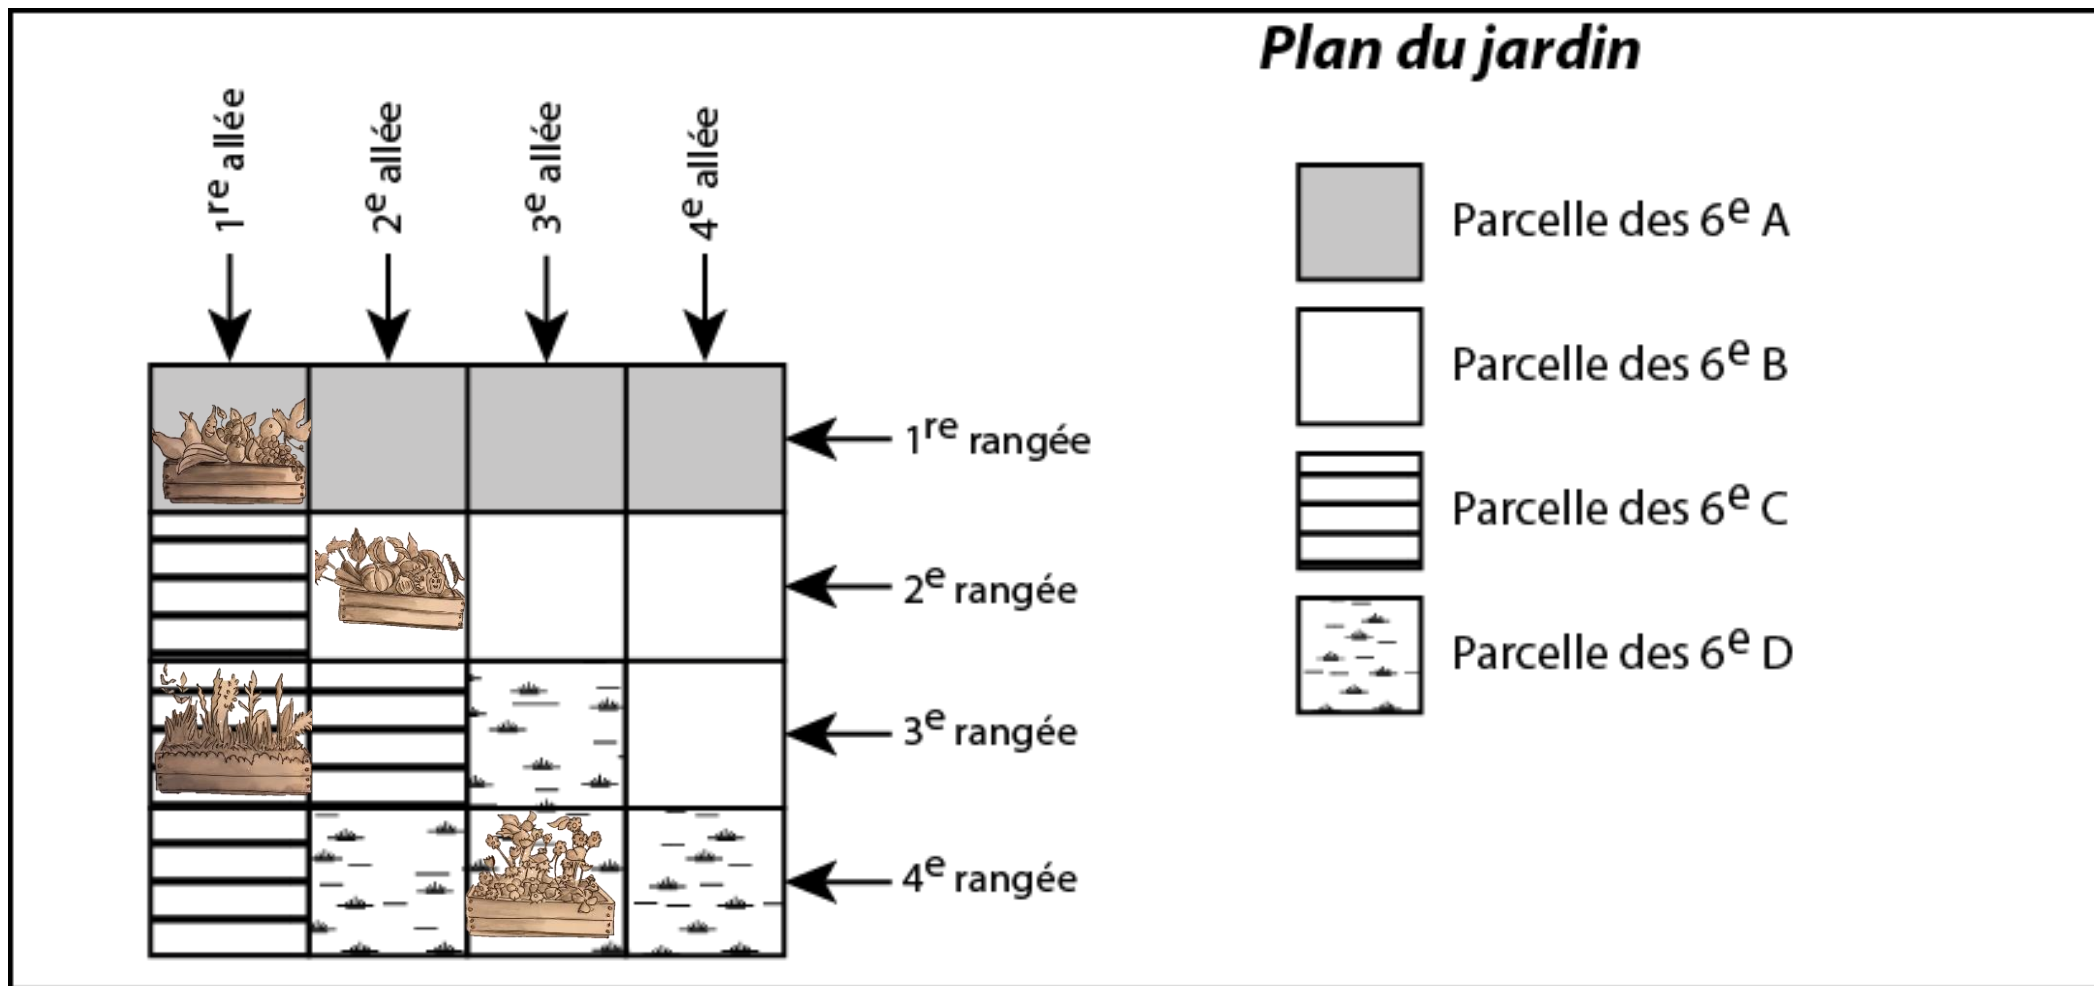 Plan du jardin
1re allée
2e allée
3e allée
4e allée
1re rangée
2e rangée
3e rangée
4e rangée
Parcelle des 6e A
Parcelle des 6e B
Parcelle des 6e C
Parcelle des 6e D